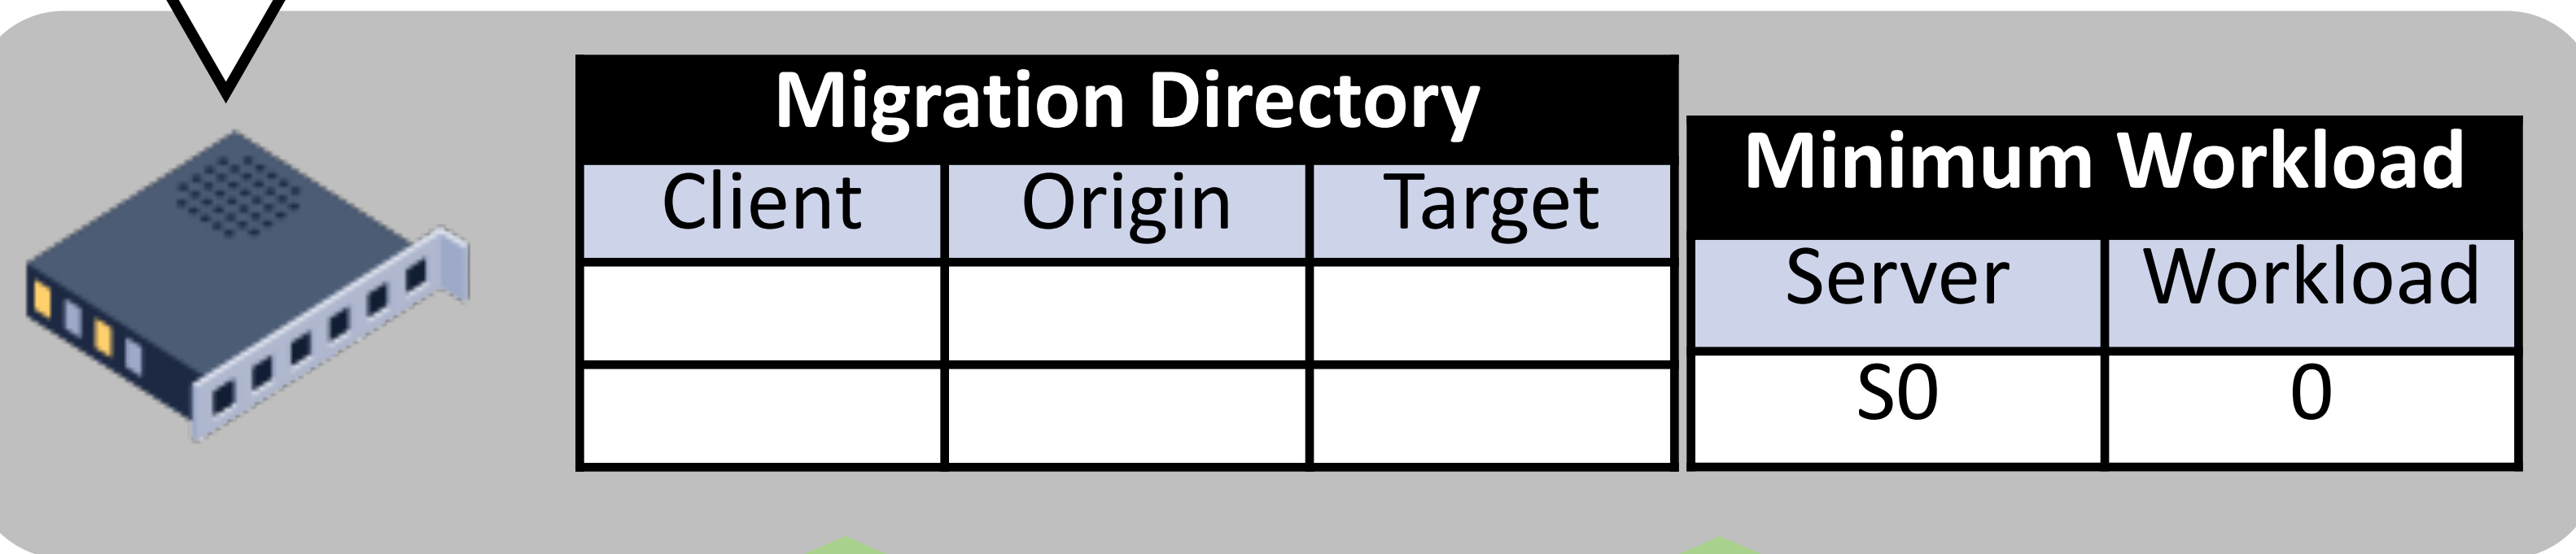 Migration Directory
Client Origin Target
Minimum Workload
Server Workload
S0 0